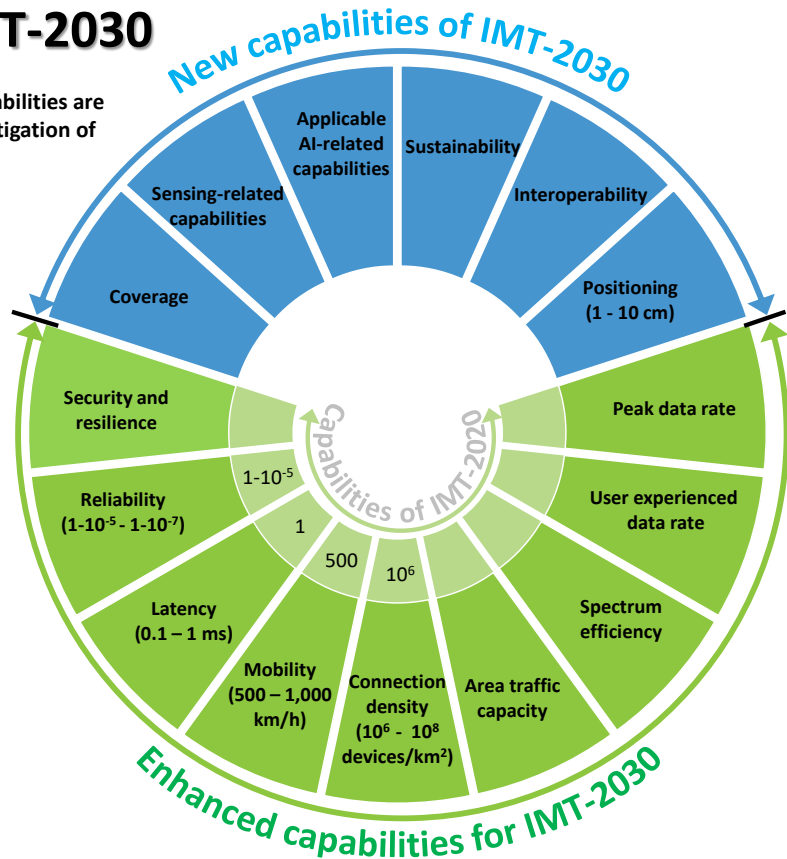 T-2030
abilities are
tigation of
New capabilities of IMT-2030
Applicable
AI-related
capabilities
Sustainability
Sensing-related
capabilities
Interoperability
Coverage
Positioning
(1 - 10 cm)
Security and
resilience
Peak data rate
Capabilities of IMT-2020
Reliability
(1-10⁻⁵ - 1-10⁻⁷)
1-10⁻⁵
User experienced
data rate
Latency
(0.1 – 1 ms)
1
Spectrum
efficiency
Mobility
(500 – 1,000
km/h)
500
Connection
density
(10⁶ - 10⁸
devices/km²)
10⁶
Area traffic
capacity
Enhanced capabilities for IMT-2030